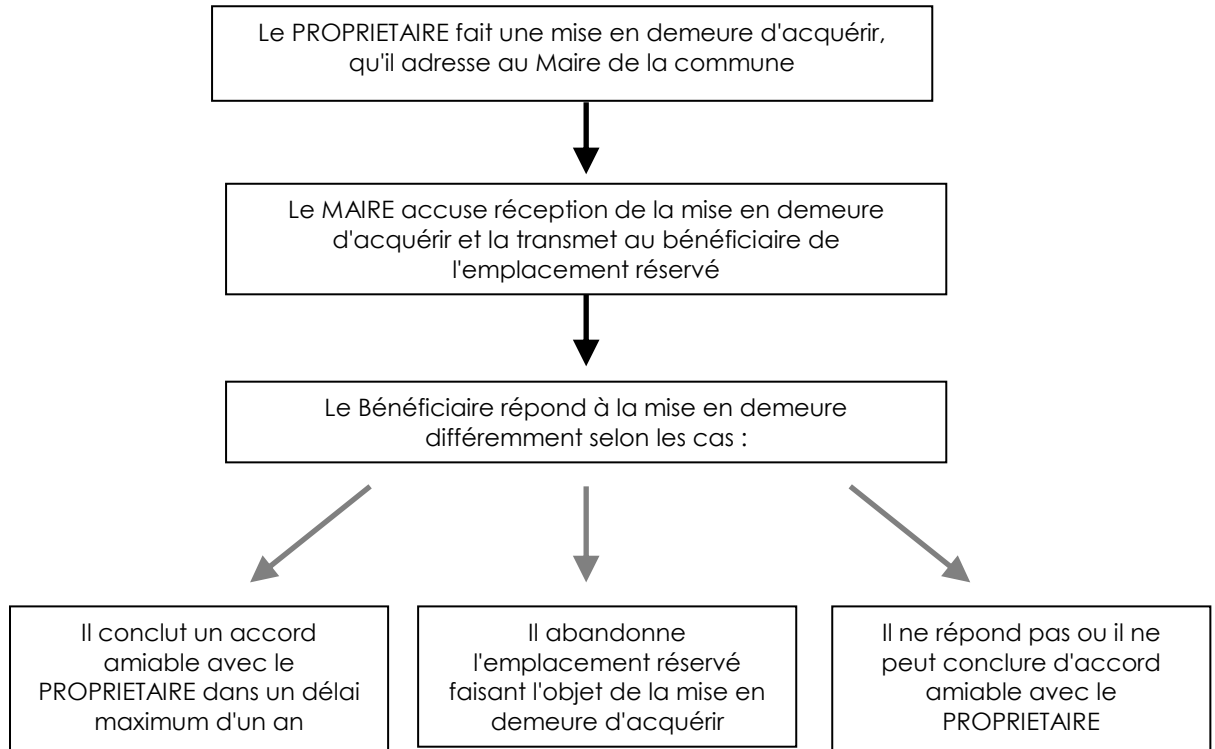 Le PROPRIETAIRE fait une mise en demeure d'acquérir,
qu'il adresse au Maire de la commune
Le MAIRE accuse réception de la mise en demeure
d'acquérir et la transmet au bénéficiaire de
l'emplacement réservé
Le Bénéficiaire répond à la mise en demeure
différemment selon les cas :
Il conclut un accord
amiable avec le
PROPRIETAIRE dans un délai
maximum d'un an
Il abandonne
l'emplacement réservé
faisant l'objet de la mise en
demeure d'acquérir
Il ne répond pas ou il ne
peut conclure d'accord
amiable avec le
PROPRIETAIRE